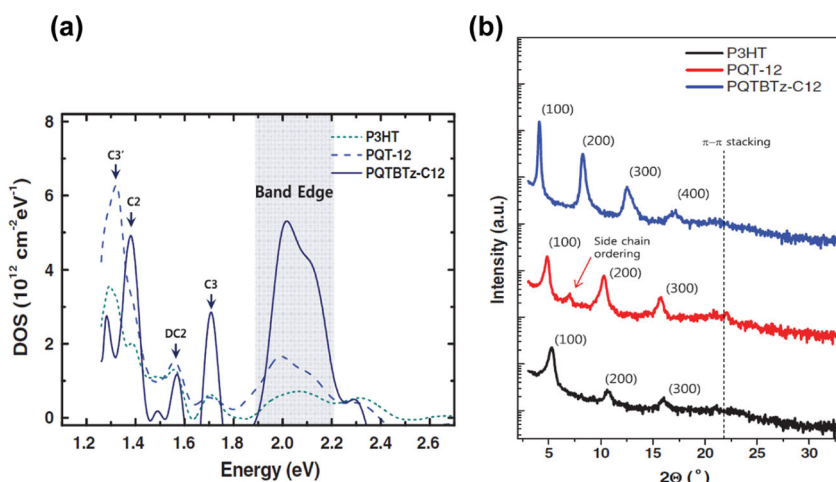 (a)
DOS (10¹² cm⁻²eV⁻¹)
8
6
4
2
0
1.2 1.4 1.6 1.8 2.0 2.2 2.4 2.6
Energy (eV)
P3HT
PQT-12
PQTBTz-C12
Band Edge
C3'
C2
DC2
C3
(b)
Intensity (a.u.)
P3HT
PQT-12
PQTBTz-C12
π-π stacking
(100)
(200)
(300)
(400)
(100)
Side chain
ordering
(200)
(300)
(100)
(200)
(300)
5 10 15 20 25 30
2Θ (°)